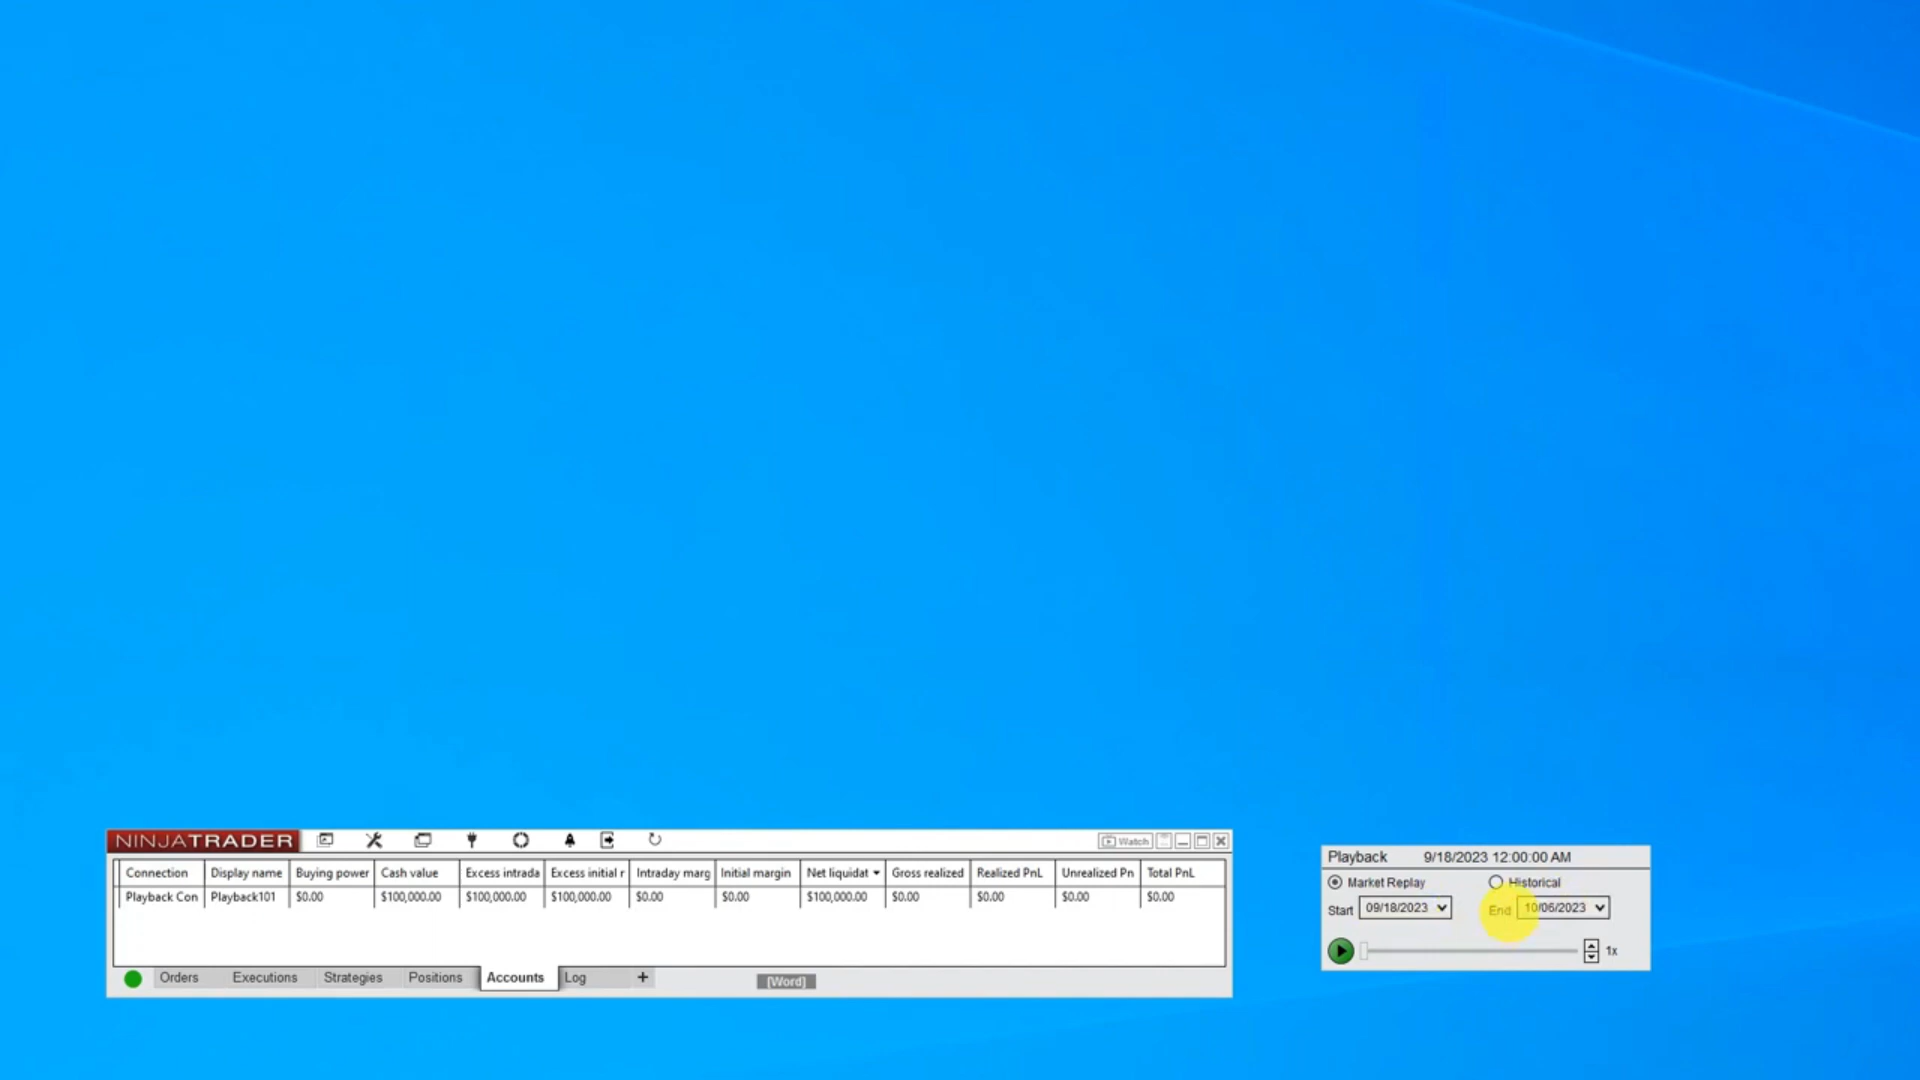 NINJATRADER
Watch
Connection Display name Buying power Cash value Excess intrada Excess initial r Intraday marg Initial margin Net liquidat Gross realized Realized PnL Unrealized Pn Total PnL
Playback Con Playback101 $0.00 $100,000.00 $100,000.00 $100,000.00 $0.00 $0.00 $100,000.00 $0.00 $0.00 $0.00 $0.00
Orders Executions Strategies Positions Accounts Log +
[Word]
Playback 9/18/2023 12:00:00 AM
Market Replay Historical
Start 09/18/2023 End 10/06/2023
1x